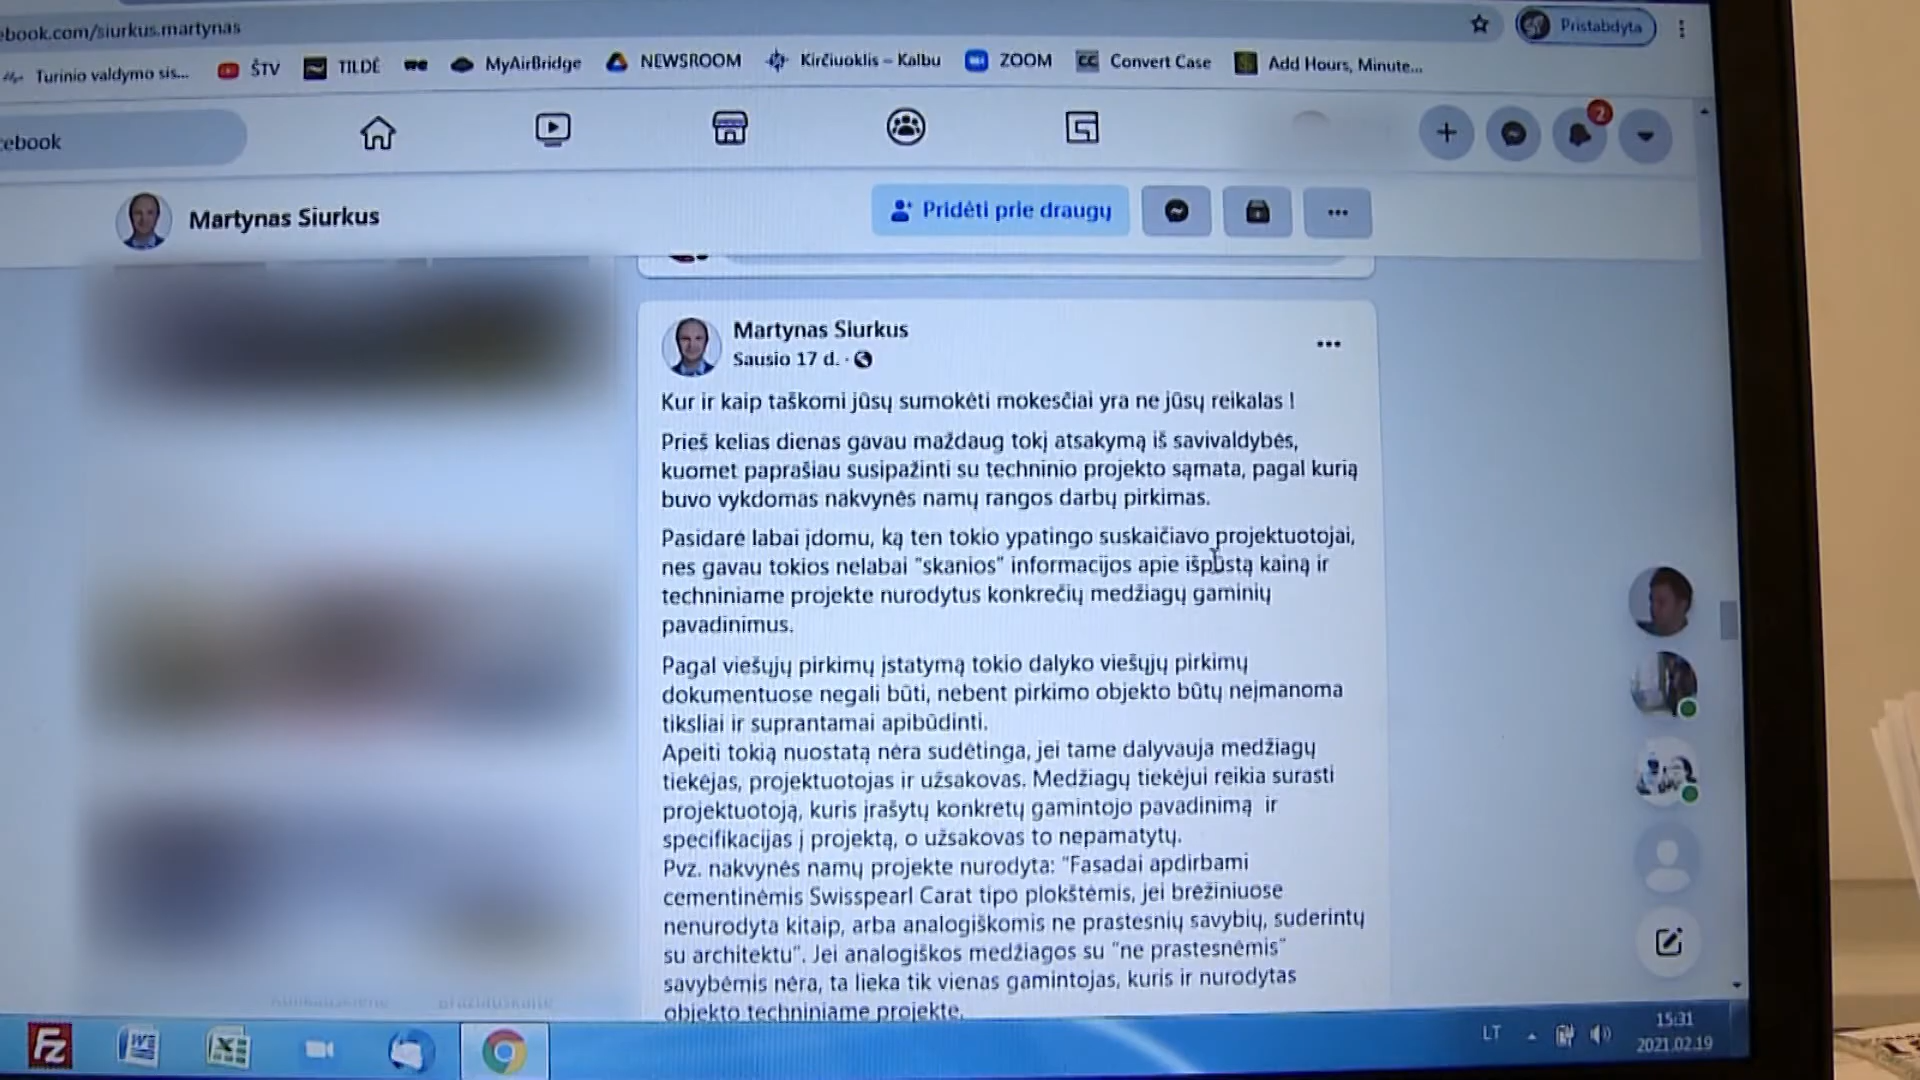 ebook.com/siurkus.martynas
Pristabdyta
Turinio valdymo sis...
ŠTV
TILDĖ
MyAirBridge
NEWSROOM
Kirčiuoklis – Kalbu
ZOOM
CC Convert Case
Add Hours, Minute...
cebook
2
Martynas Siurkus
Pridėti prie draugų
Martynas Siurkus
Sausio 17 d. ·
Kur ir kaip taškomi jūsų sumokėti mokesčiai yra ne jūsų reikalas !
Prieš kelias dienas gavau maždaug tokį atsakymą iš savivaldybės,
kuomet paprašiau susipažinti su techninio projekto sąmata, pagal kurią
buvo vykdomas nakvynės namų rangos darbų pirkimas.
Pasidarė labai įdomu, ką ten tokio ypatingo suskaičiavo projektuotojai,
nes gavau tokios nelabai "skanios" informacijos apie išpūstą kainą ir
techniniame projekte nurodytus konkrečių medžiagų gaminių
pavadinimus.
Pagal viešųjų pirkimų įstatymą tokio dalyko viešųjų pirkimų
dokumentuose negali būti, nebent pirkimo objekto būtų neįmanoma
tiksliai ir suprantamai apibūdinti.
Apeiti tokią nuostatą nėra sudėtinga, jei tame dalyvauja medžiagų
tiekėjas, projektuotojas ir užsakovas. Medžiagų tiekėjui reikia surasti
projektuotoją, kuris įrašytų konkretų gamintojo pavadinimą ir
specifikacijas į projektą, o užsakovas to nepamatytų.
Pvz. nakvynės namų projekte nurodyta: "Fasadai apdirbami
cementinėmis Swisspearl Carat tipo plokštėmis, jei brėžiniuose
nenurodyta kitaip, arba analogiškomis ne prastesnių savybių, suderintų
su architektu". Jei analogiškos medžiagos su "ne prastesnėmis"
savybėmis nėra, ta lieka tik vienas gamintojas, kuris ir nurodytas
objekto techniniame projekte.
LT
15:31
2021.02.19